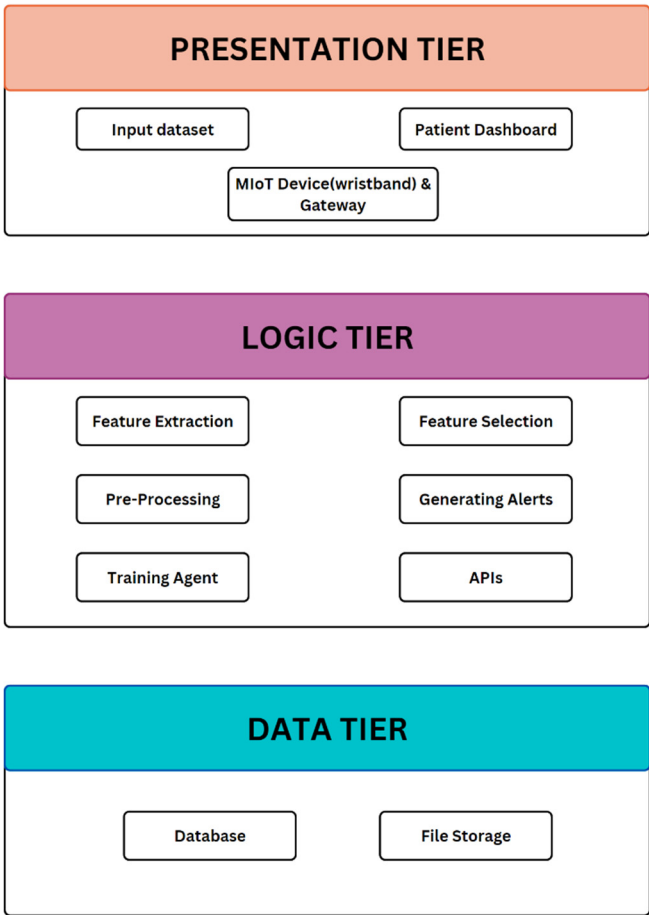 PRESENTATION TIER
Input dataset
Patient Dashboard
MIoT Device(wristband) &
Gateway
LOGIC TIER
Feature Extraction
Feature Selection
Pre-Processing
Generating Alerts
Training Agent
APIs
DATA TIER
Database
File Storage